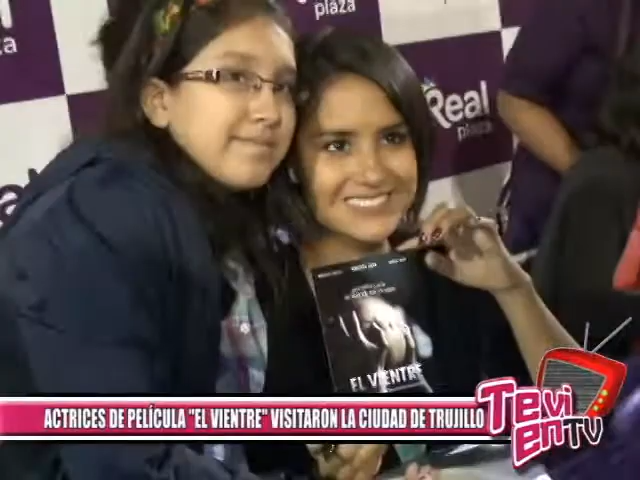 plaza
Real
plaza
EL VIENTRE
ACTRICES DE PELÍCULA "EL VIENTRE" VISITARON LA CIUDAD DE TRUJILLO
Te vi
en TV